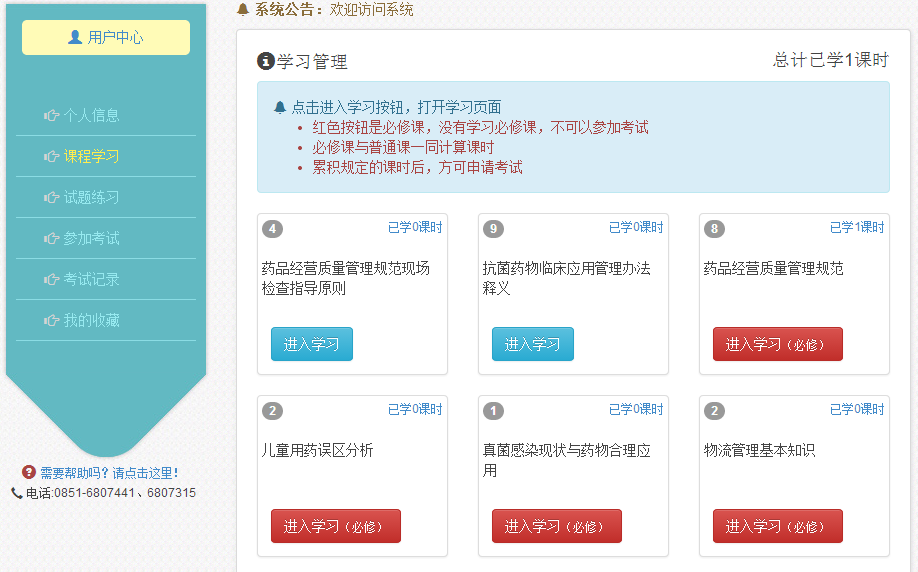 用户中心
个人信息
课程学习
试题练习
参加考试
考试记录
我的收藏
需要帮助吗?请点击这里!
电话:0851-6807441、6807315
系统公告：欢迎访问系统
学习管理
总计已学1课时
点击进入学习按钮，打开学习页面
红色按钮是必修课，没有学习必修课，不可以参加考试
必修课与普通课一同计算课时
累积规定的课时后，方可申请考试
4 已学0课时
药品经营质量管理规范现场
检查指导原则
进入学习
9 已学0课时
抗菌药物临床应用管理办法
释义
进入学习
8 已学1课时
药品经营质量管理规范
进入学习（必修）
2 已学0课时
儿童用药误区分析
进入学习（必修）
1 已学0课时
真菌感染现状与药物合理应
用
进入学习（必修）
2 已学0课时
物流管理基本知识
进入学习（必修）